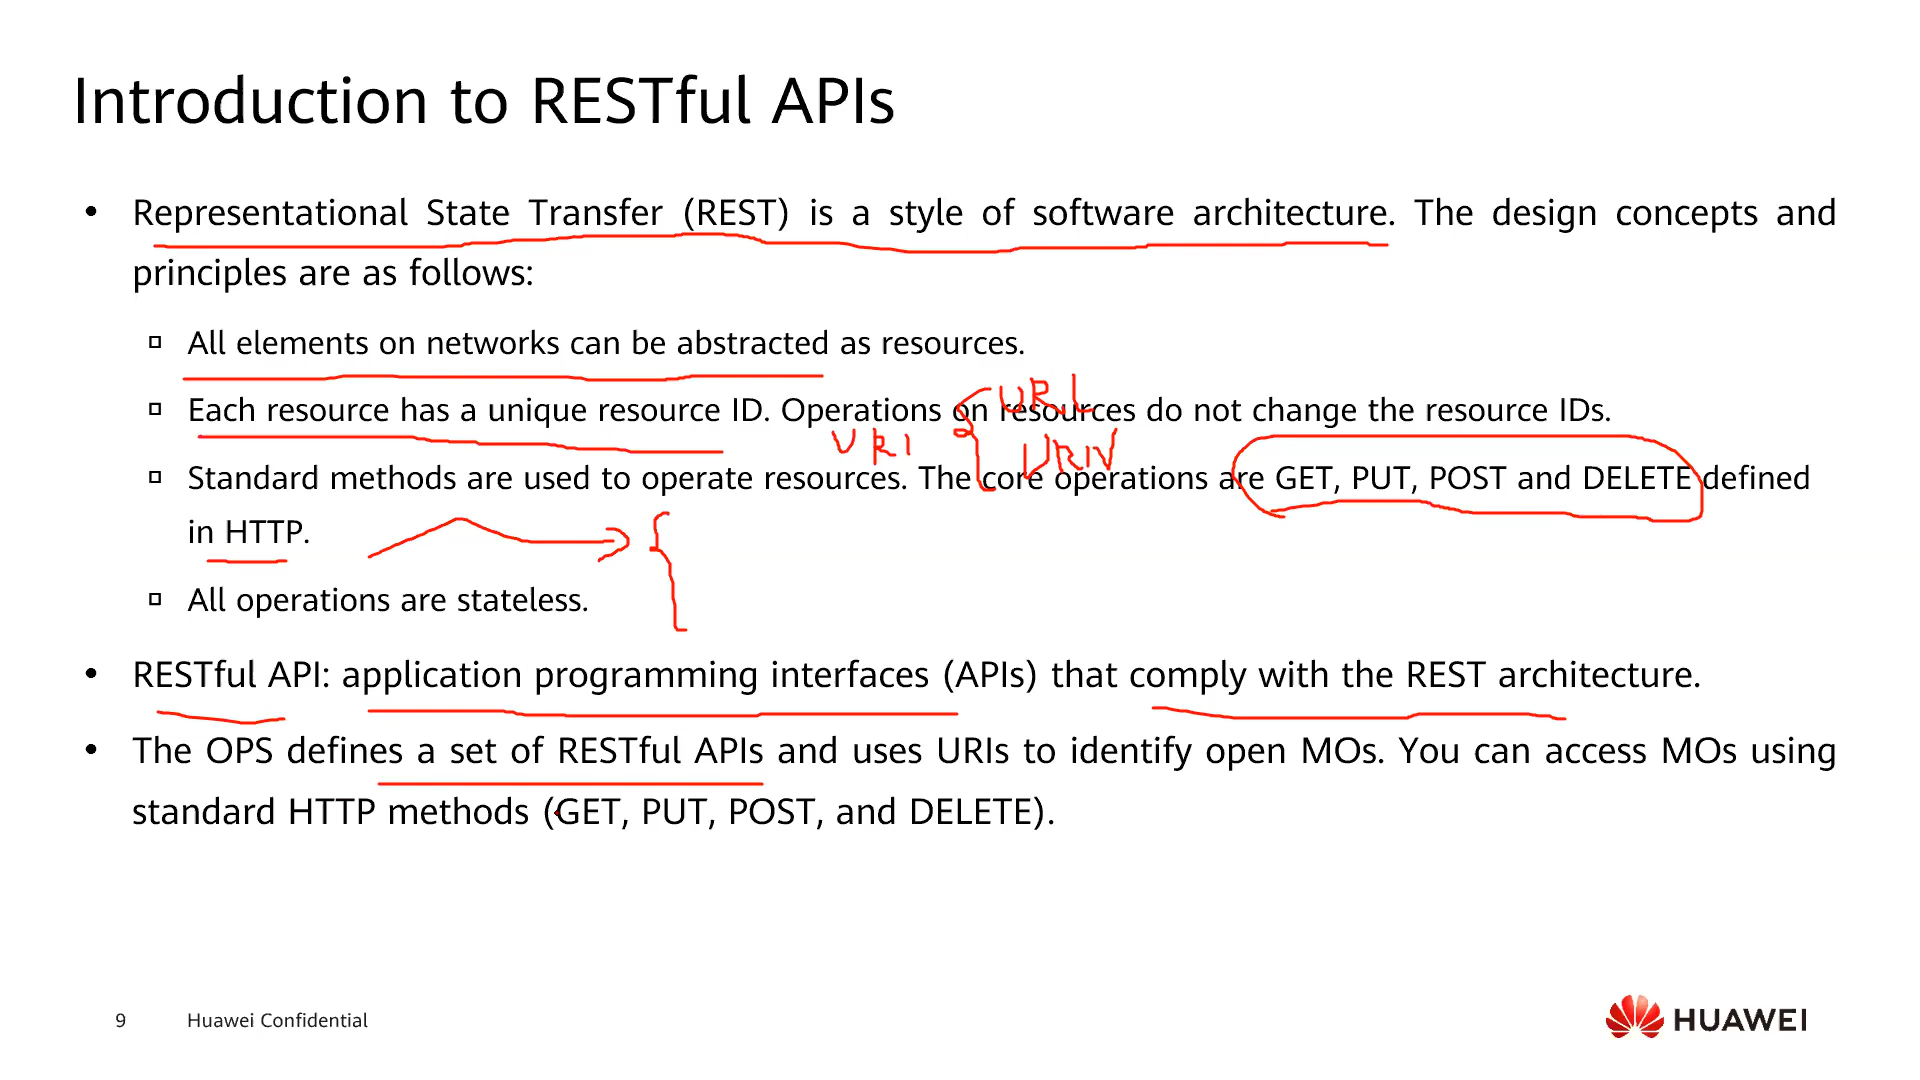 Introduction to RESTful APIs
• Representational State Transfer (REST) is a style of software architecture. The design concepts and
principles are as follows:
▫ All elements on networks can be abstracted as resources.
▫ Each resource has a unique resource ID. Operations on resources do not change the resource IDs.
URL
URI
URN
▫ Standard methods are used to operate resources. The core operations are GET, PUT, POST and DELETE defined
in HTTP.
▫ All operations are stateless.
• RESTful API: application programming interfaces (APIs) that comply with the REST architecture.
• The OPS defines a set of RESTful APIs and uses URIs to identify open MOs. You can access MOs using
standard HTTP methods (GET, PUT, POST, and DELETE).
9 Huawei Confidential
HUAWEI